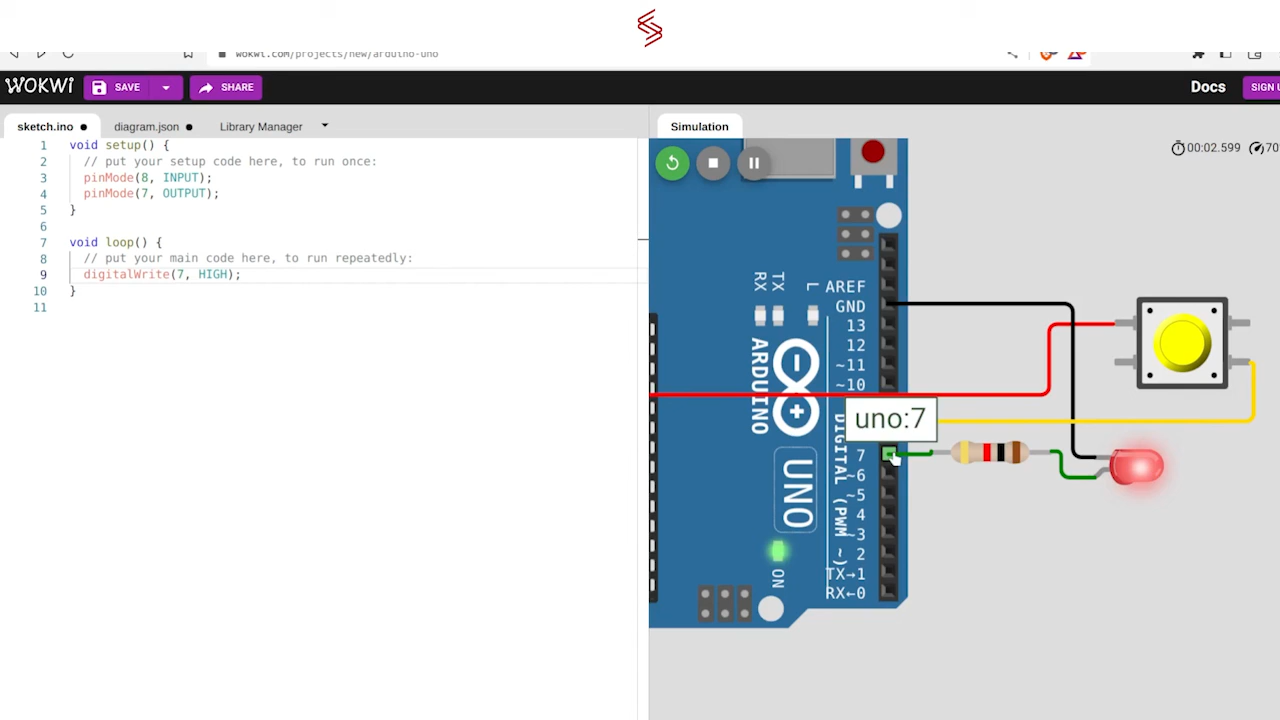 wokwi.com/projects/new/arduino-uno
WOKWI SAVE SHARE Docs SIGN U
sketch.ino diagram.json Library Manager Simulation
1 void setup() {
2 // put your setup code here, to run once:
3 pinMode(8, INPUT);
4 pinMode(7, OUTPUT);
5 }
6
7 void loop() {
8 // put your main code here, to run repeatedly:
9 digitalWrite(7, HIGH);
10 }
11
00:02.599 70
RX TX L AREF
GND
13
12
~11
~10
ARDUINO
uno:7
7
~6
~5
4
~3
2
TX→1
RX←0
DIGITAL (PWM ~)
UNO
ON